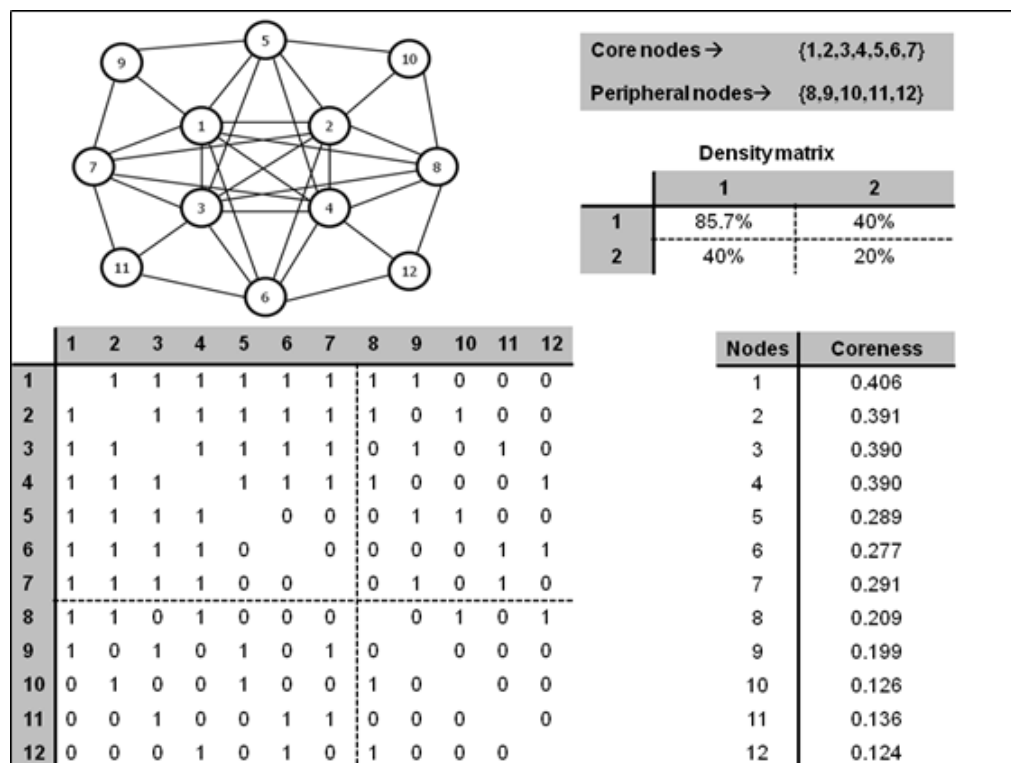 5
9
10
1
2
7
8
3
4
11
12
6
Core nodes → {1,2,3,4,5,6,7}
Peripheral nodes→ {8,9,10,11,12}
Density matrix
1 2
1 85.7% 40%
2 40% 20%
1 2 3 4 5 6 7 8 9 10 11 12
1 1 1 1 1 1 1 1 1 0 0 0
2 1 1 1 1 1 1 1 0 1 0 0
3 1 1 1 1 1 1 0 1 0 1 0
4 1 1 1 1 1 1 1 0 0 0 1
5 1 1 1 1 0 0 0 1 1 0 0
6 1 1 1 1 0 0 0 0 0 1 1
7 1 1 1 1 0 0 0 1 0 1 0
8 1 1 0 1 0 0 0 0 1 0 1
9 1 0 1 0 1 0 1 0 0 0 0
10 0 1 0 0 1 0 0 1 0 0 0
11 0 0 1 0 0 1 1 0 0 0 0
12 0 0 0 1 0 1 0 1 0 0 0
Nodes Coreness
1 0.406
2 0.391
3 0.390
4 0.390
5 0.289
6 0.277
7 0.291
8 0.209
9 0.199
10 0.126
11 0.136
12 0.124